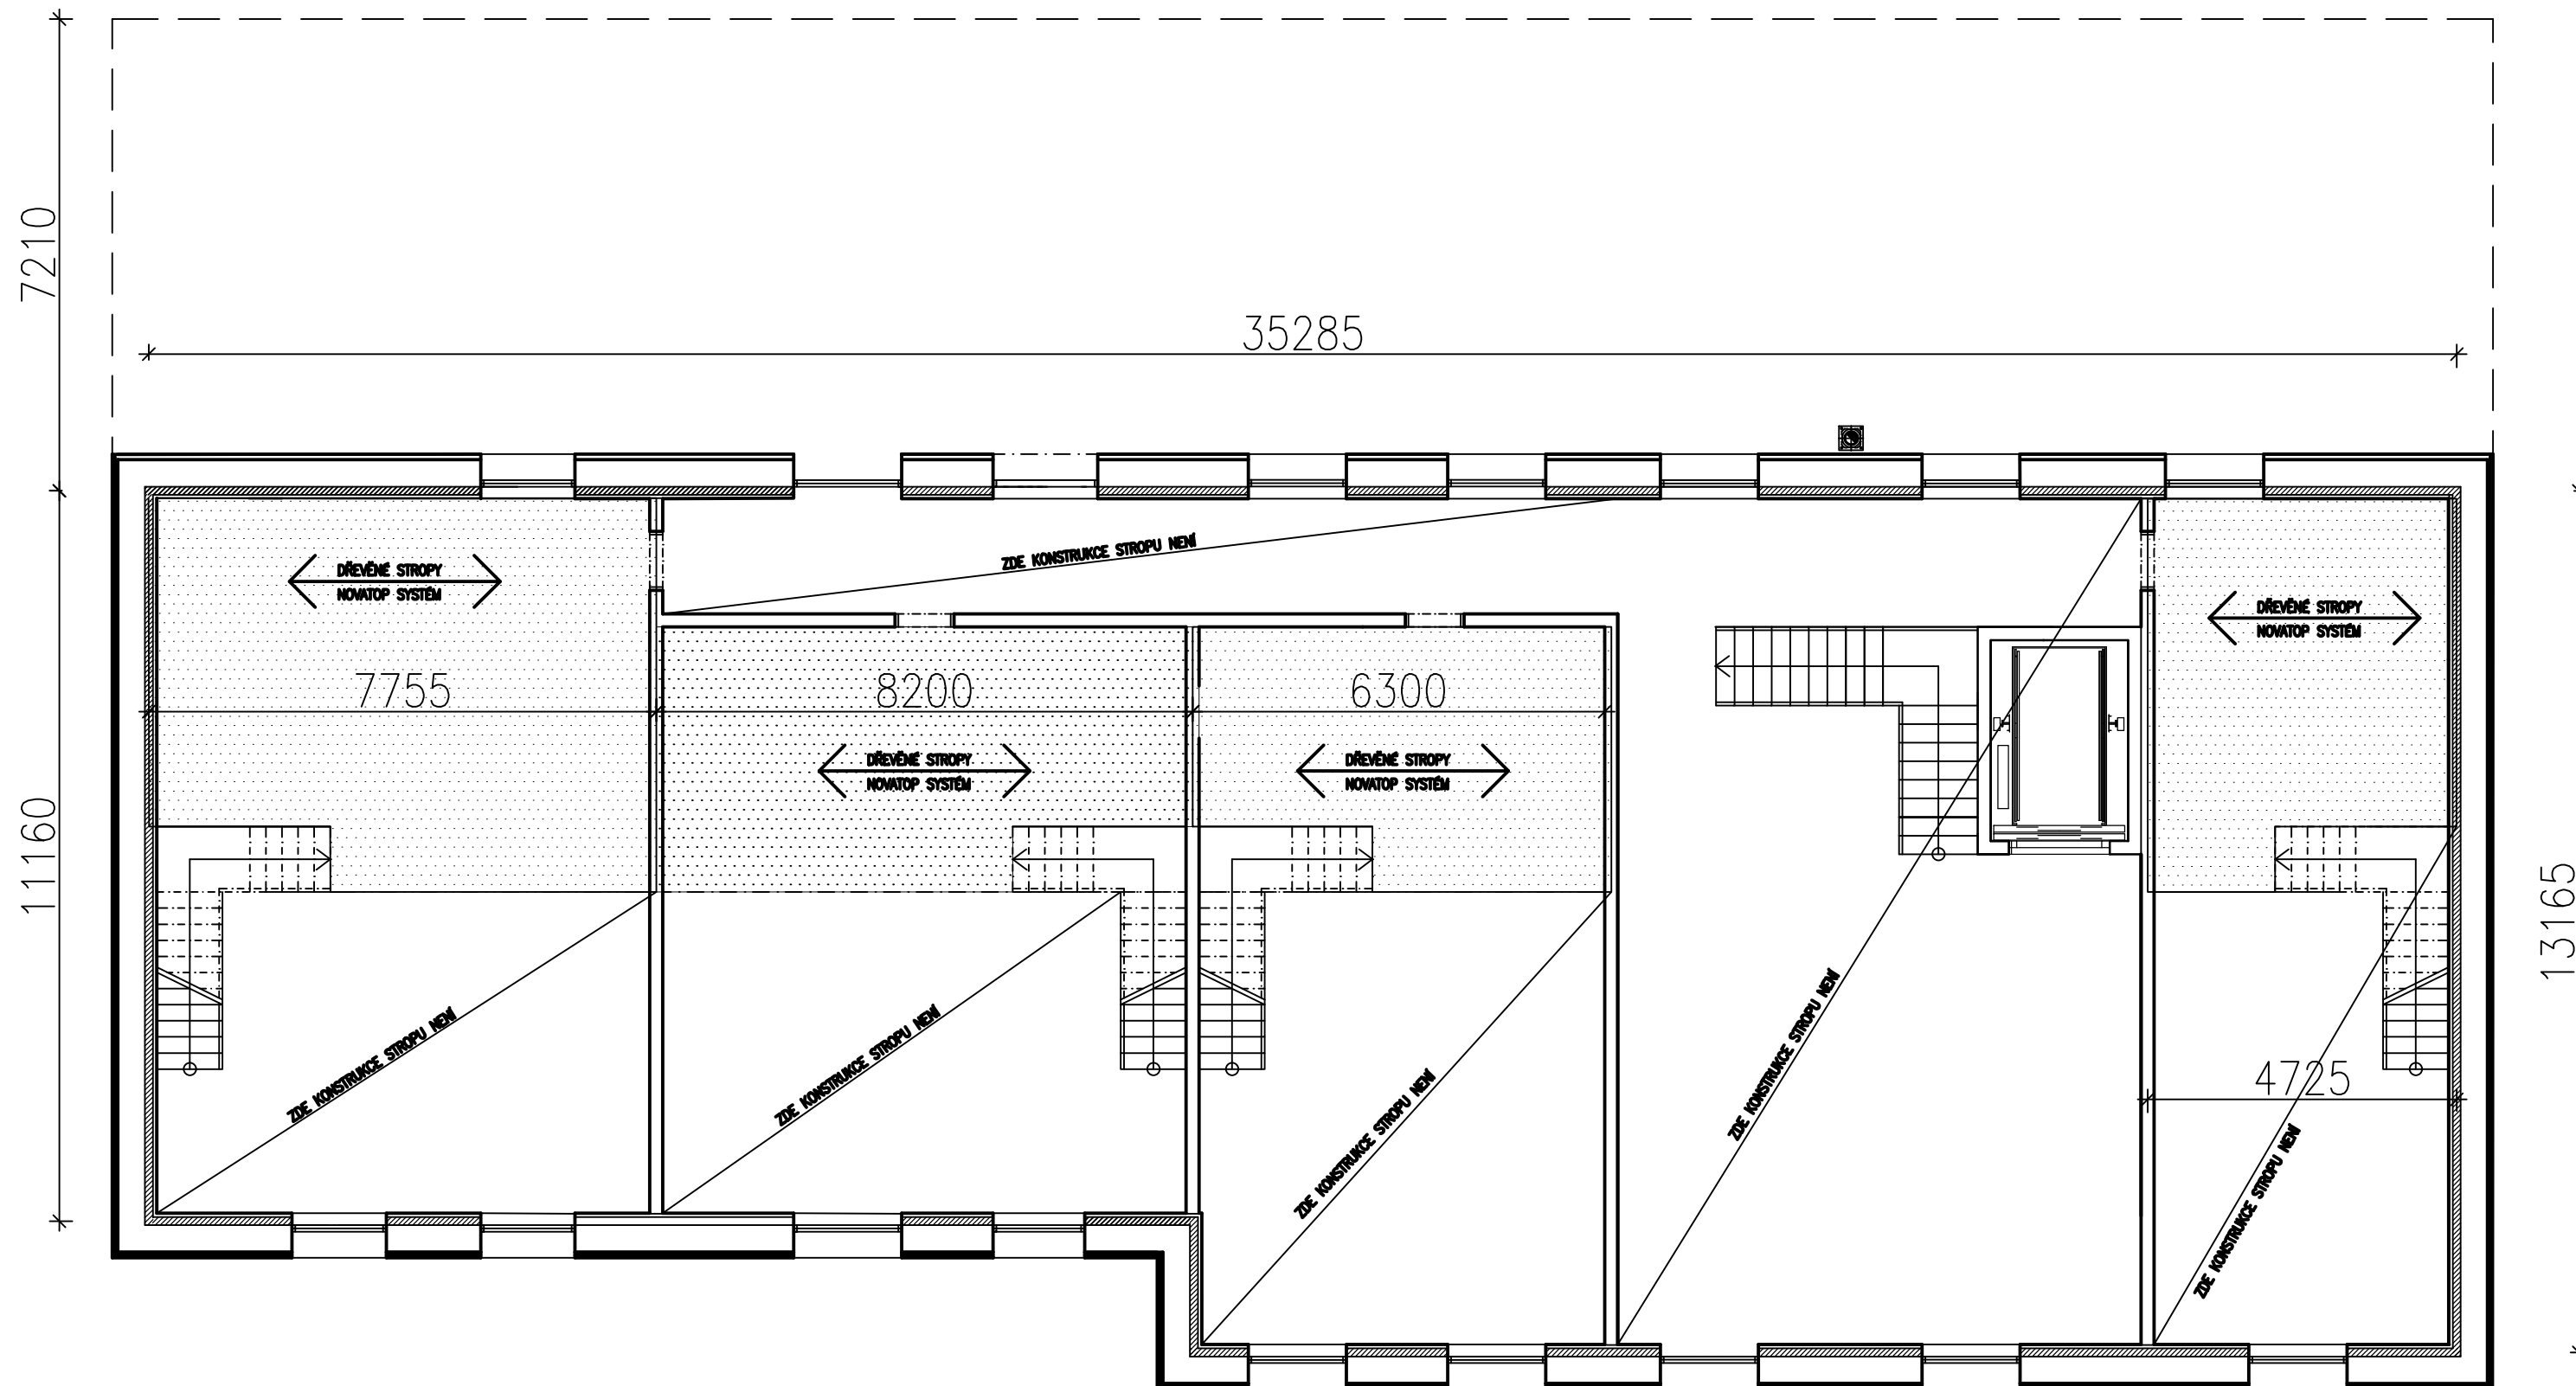 7210
35285
ZDE KONSTRUKCE STROPU NENÍ
DŘEVĚNÉ STROPY
NOVATOP SYSTÉM
DŘEVĚNÉ STROPY
NOVATOP SYSTÉM
7755
8200
6300
DŘEVĚNÉ STROPY
NOVATOP SYSTÉM
DŘEVĚNÉ STROPY
NOVATOP SYSTÉM
11160
13165
ZDE KONSTRUKCE STROPU NENÍ
ZDE KONSTRUKCE STROPU NENÍ
ZDE KONSTRUKCE STROPU NENÍ
ZDE KONSTRUKCE STROPU NENÍ
4725
ZDE KONSTRUKCE STROPU NENÍ